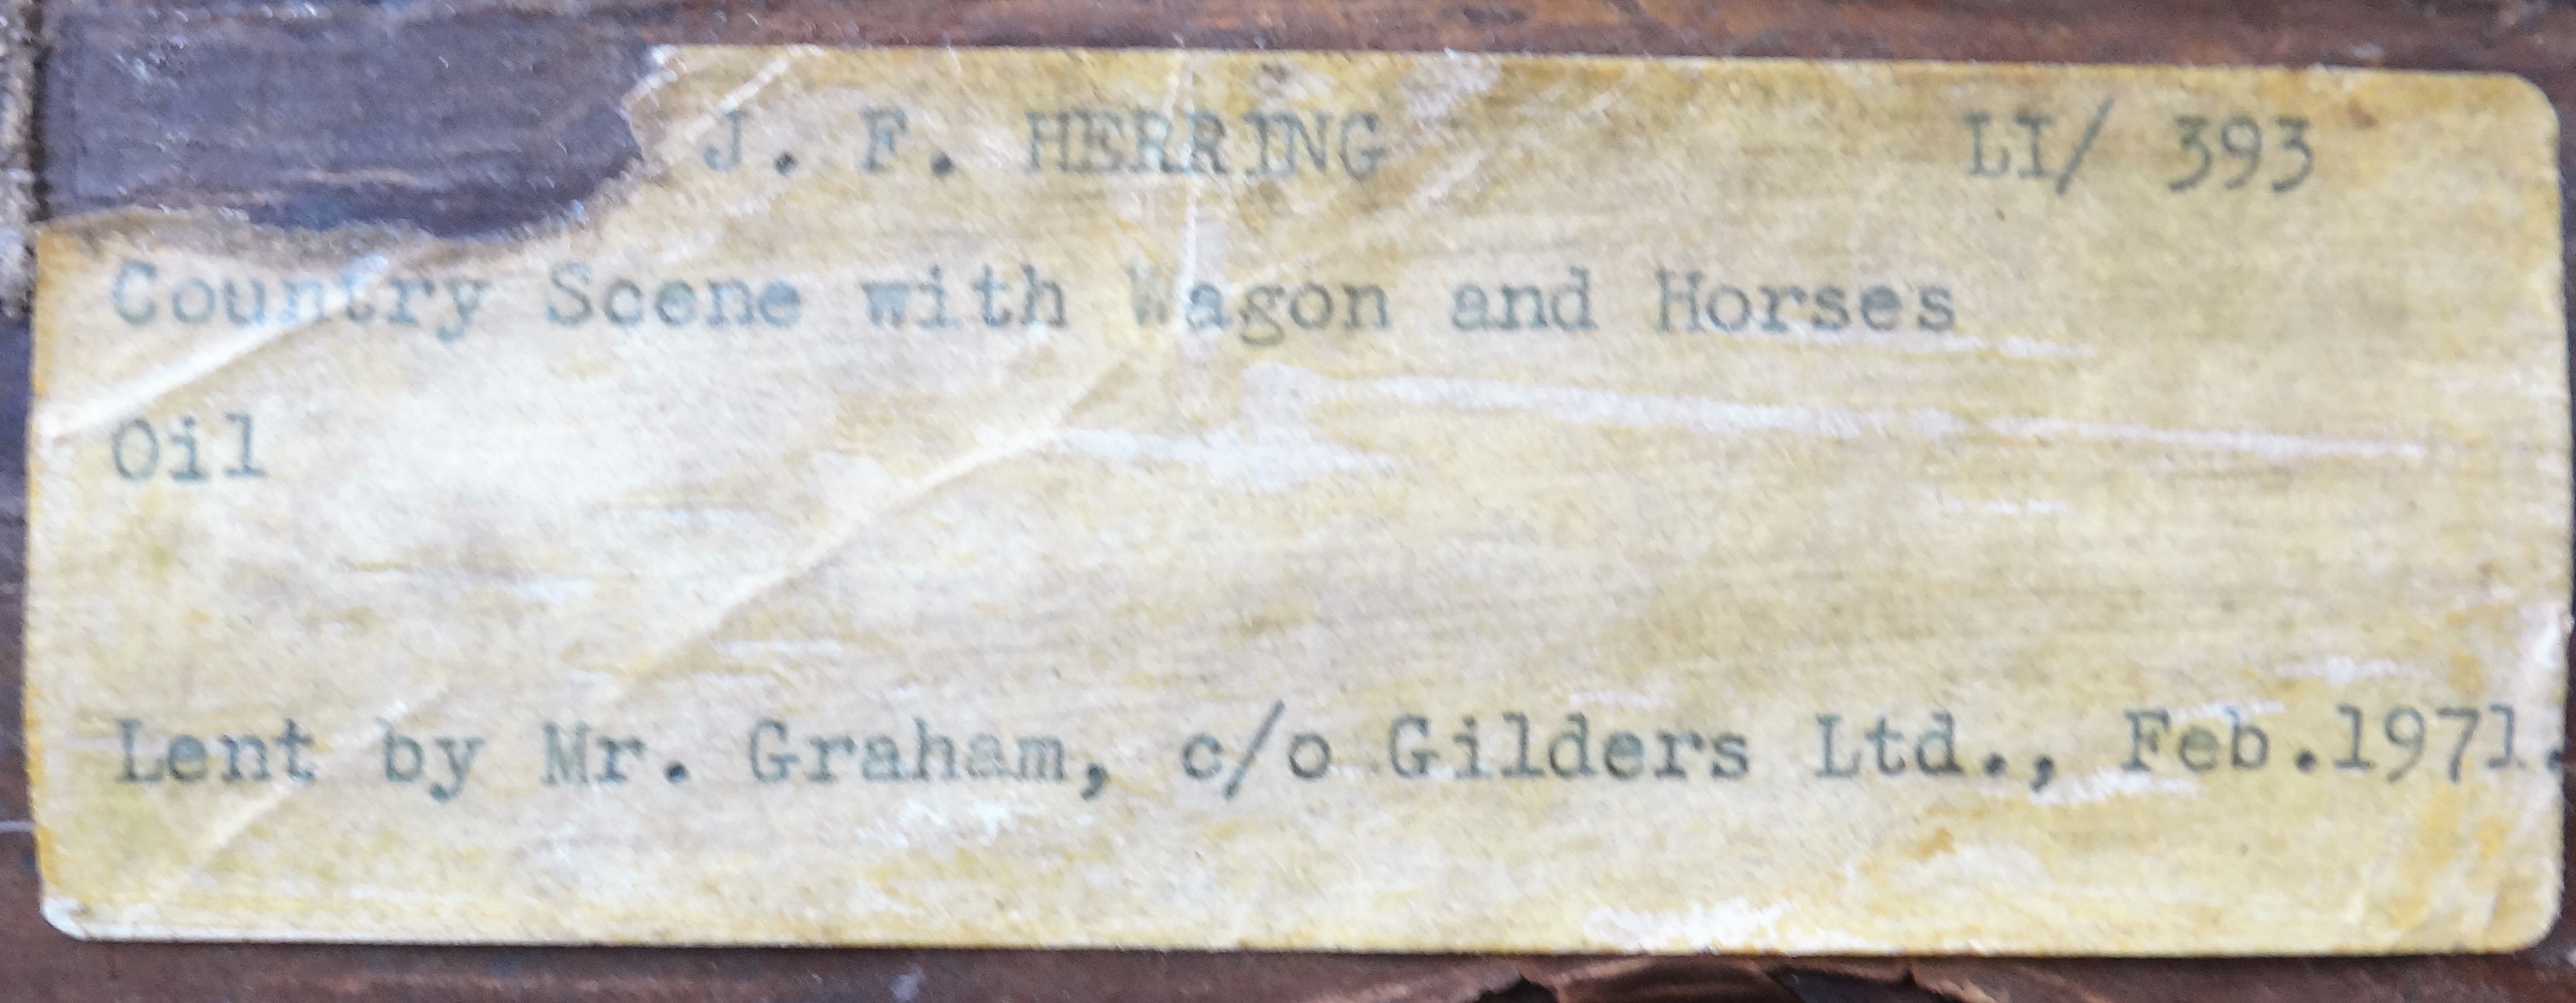 J. F. HERRING LI/ 393
Country Scene with Wagon and Horses
Oil
Lent by Mr. Graham, c/o Gilders Ltd., Feb.1971.